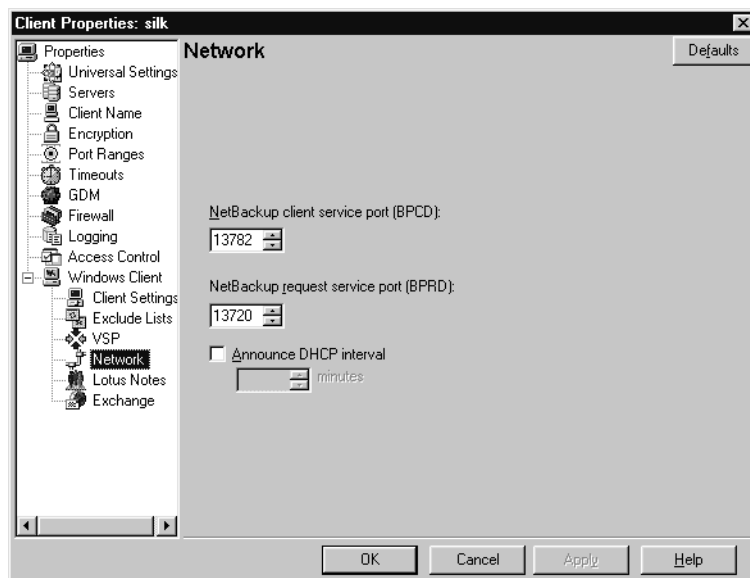 Client Properties: silk
Properties
Universal Settings
Servers
Client Name
Encryption
Port Ranges
Timeouts
GDM
Firewall
Logging
Access Control
Windows Client
Client Settings
Exclude Lists
VSP
Network
Lotus Notes
Exchange
Network
Defaults
NetBackup client service port (BPCD):
13782
NetBackup request service port (BPRD):
13720
Announce DHCP interval
minutes
OK
Cancel
Apply
Help